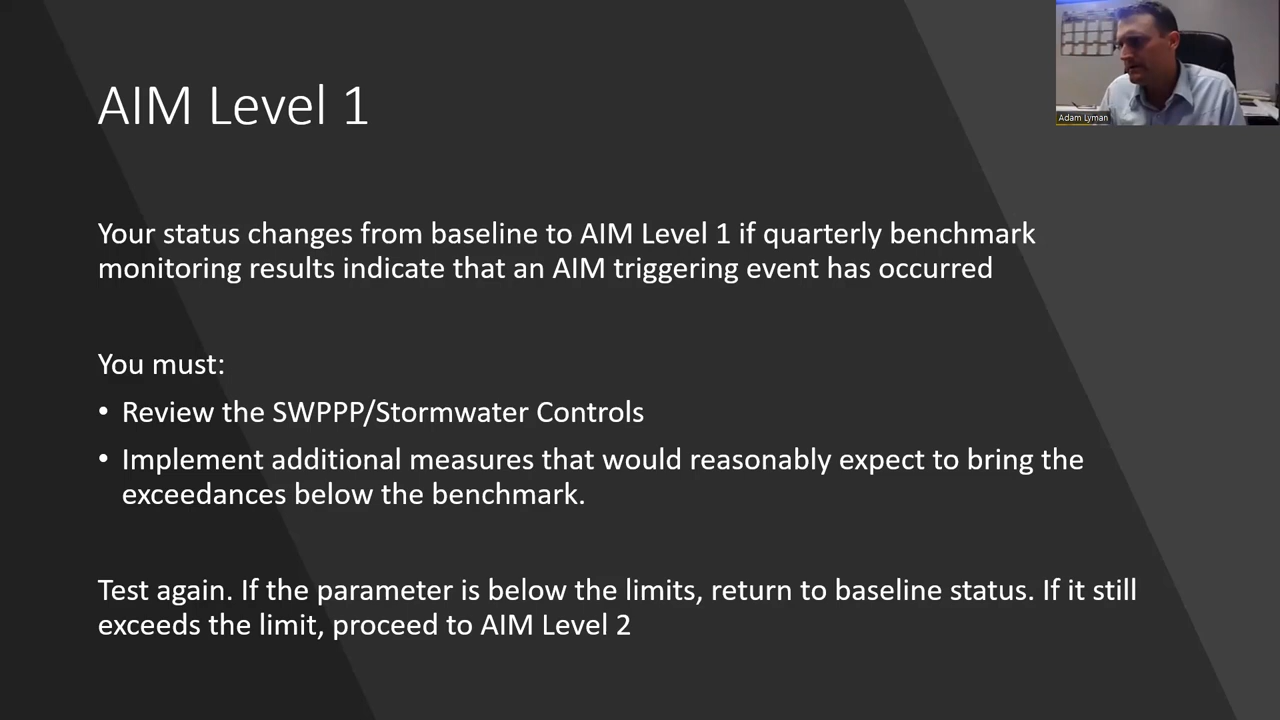 AIM Level 1
Adam Lyman
Your status changes from baseline to AIM Level 1 if quarterly benchmark
monitoring results indicate that an AIM triggering event has occurred
You must:
• Review the SWPPP/Stormwater Controls
• Implement additional measures that would reasonably expect to bring the
exceedances below the benchmark.
Test again. If the parameter is below the limits, return to baseline status. If it still
exceeds the limit, proceed to AIM Level 2